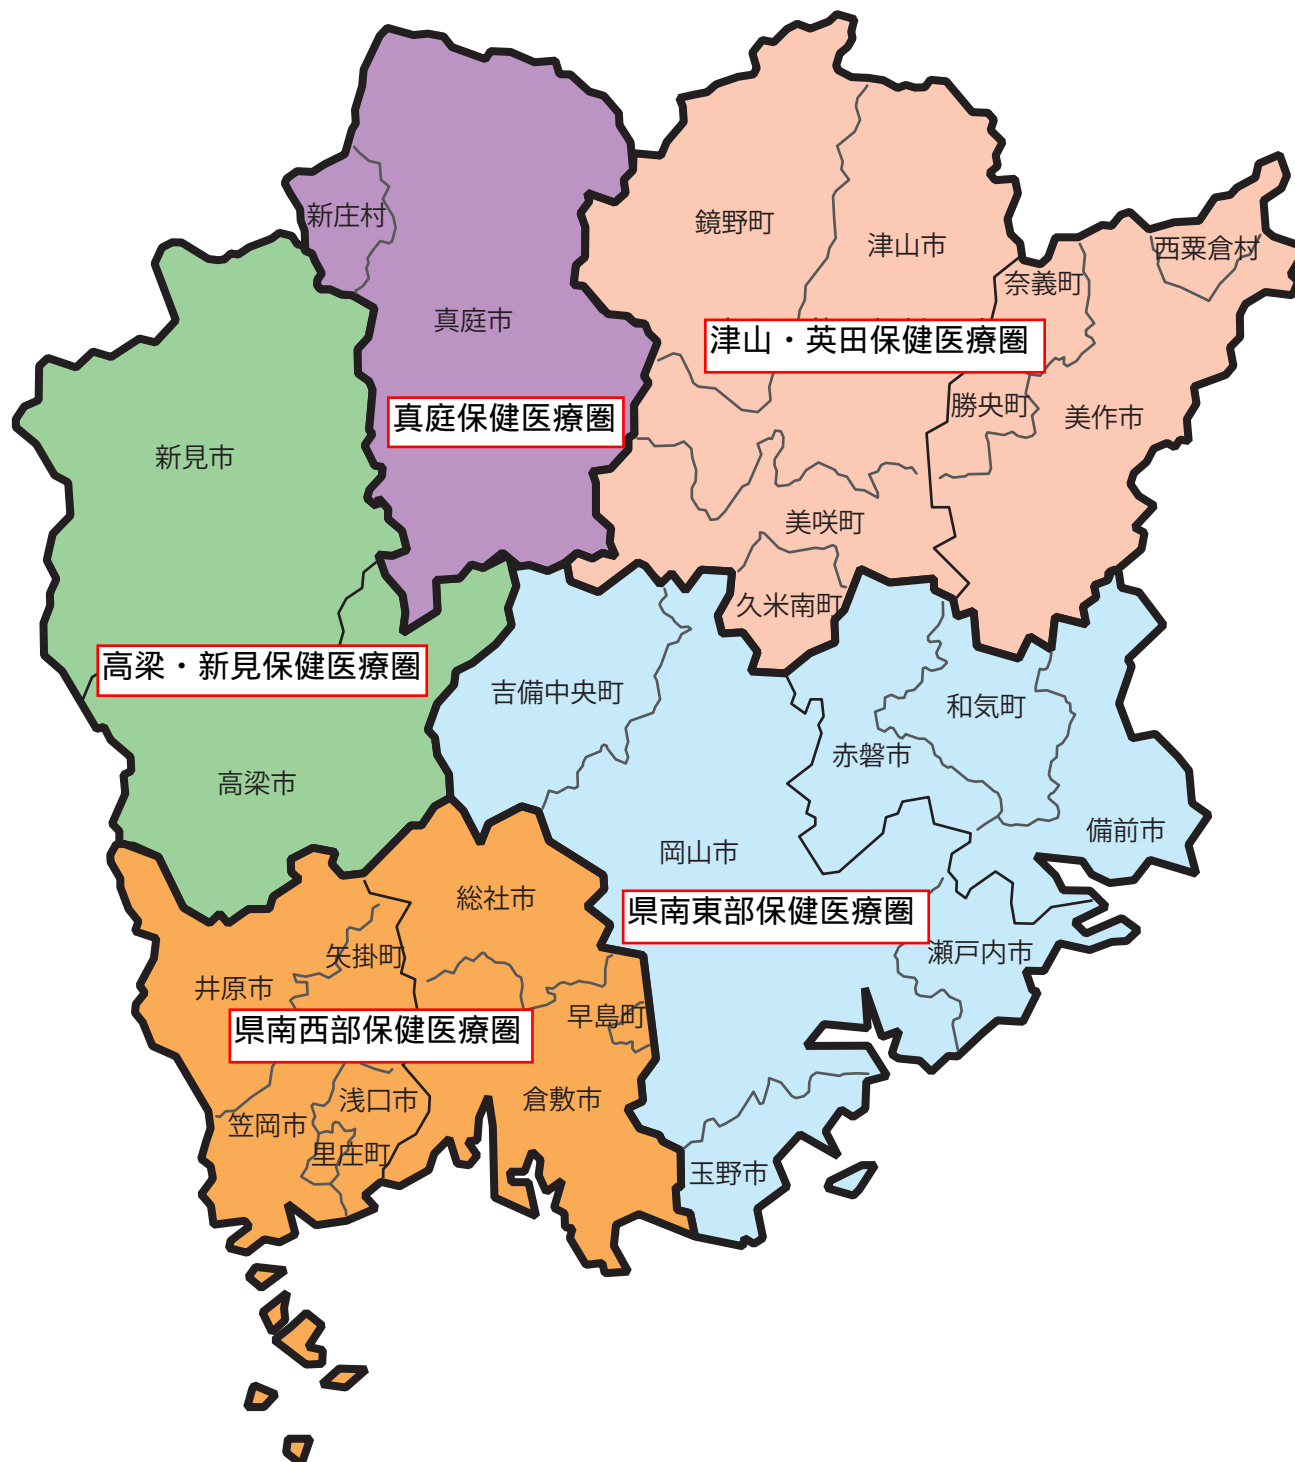 新庄村
鏡野町
津山市
西粟倉村
奈義町
真庭市
津山・英田保健医療圏
真庭保健医療圏
勝央町
美作市
新見市
美咲町
久米南町
高梁・新見保健医療圏
吉備中央町
和気町
赤磐市
高梁市
備前市
岡山市
総社市
県南東部保健医療圏
矢掛町
瀬戸内市
井原市
早島町
県南西部保健医療圏
浅口市
倉敷市
笠岡市
里庄町
玉野市